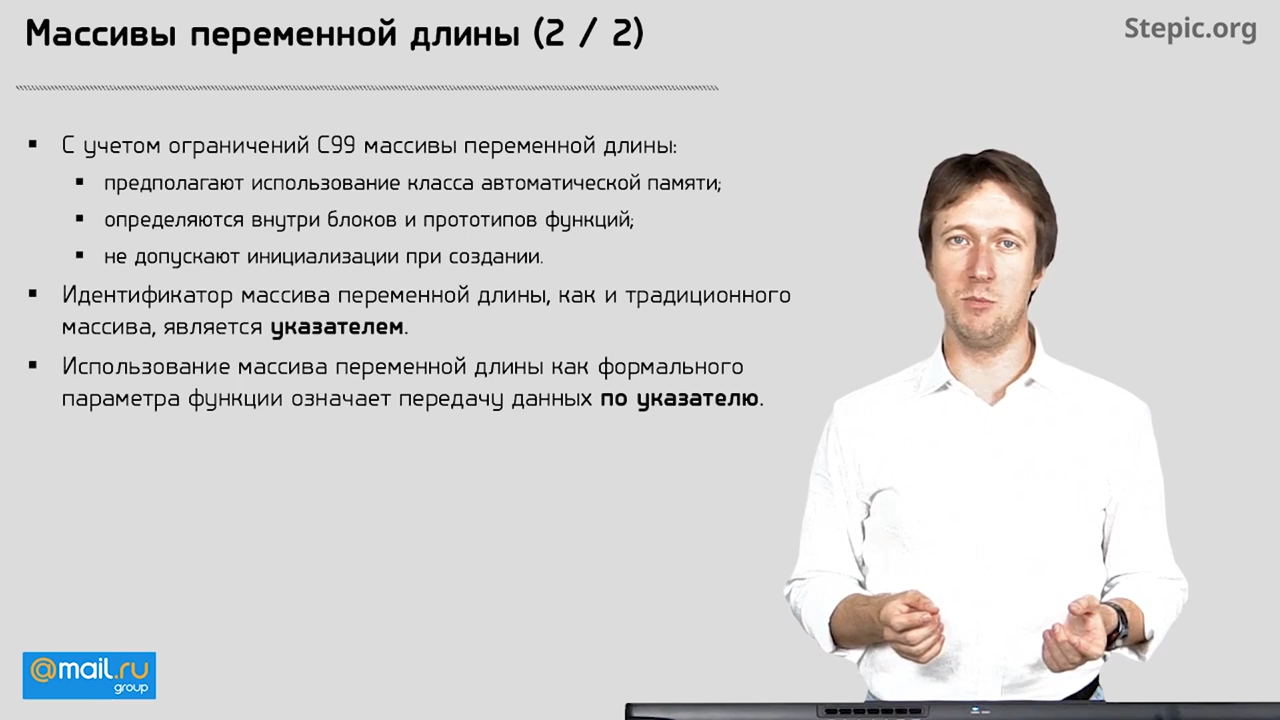 Массивы переменной длины (2 / 2)
Stepic.org
С учетом ограничений C99 массивы переменной длины:
предполагают использование класса автоматической памяти;
определяются внутри блоков и прототипов функций;
не допускают инициализации при создании.
Идентификатор массива переменной длины, как и традиционного
массива, является указателем.
Использование массива переменной длины как формального
параметра функции означает передачу данных по указателю.
@mail.ru
group